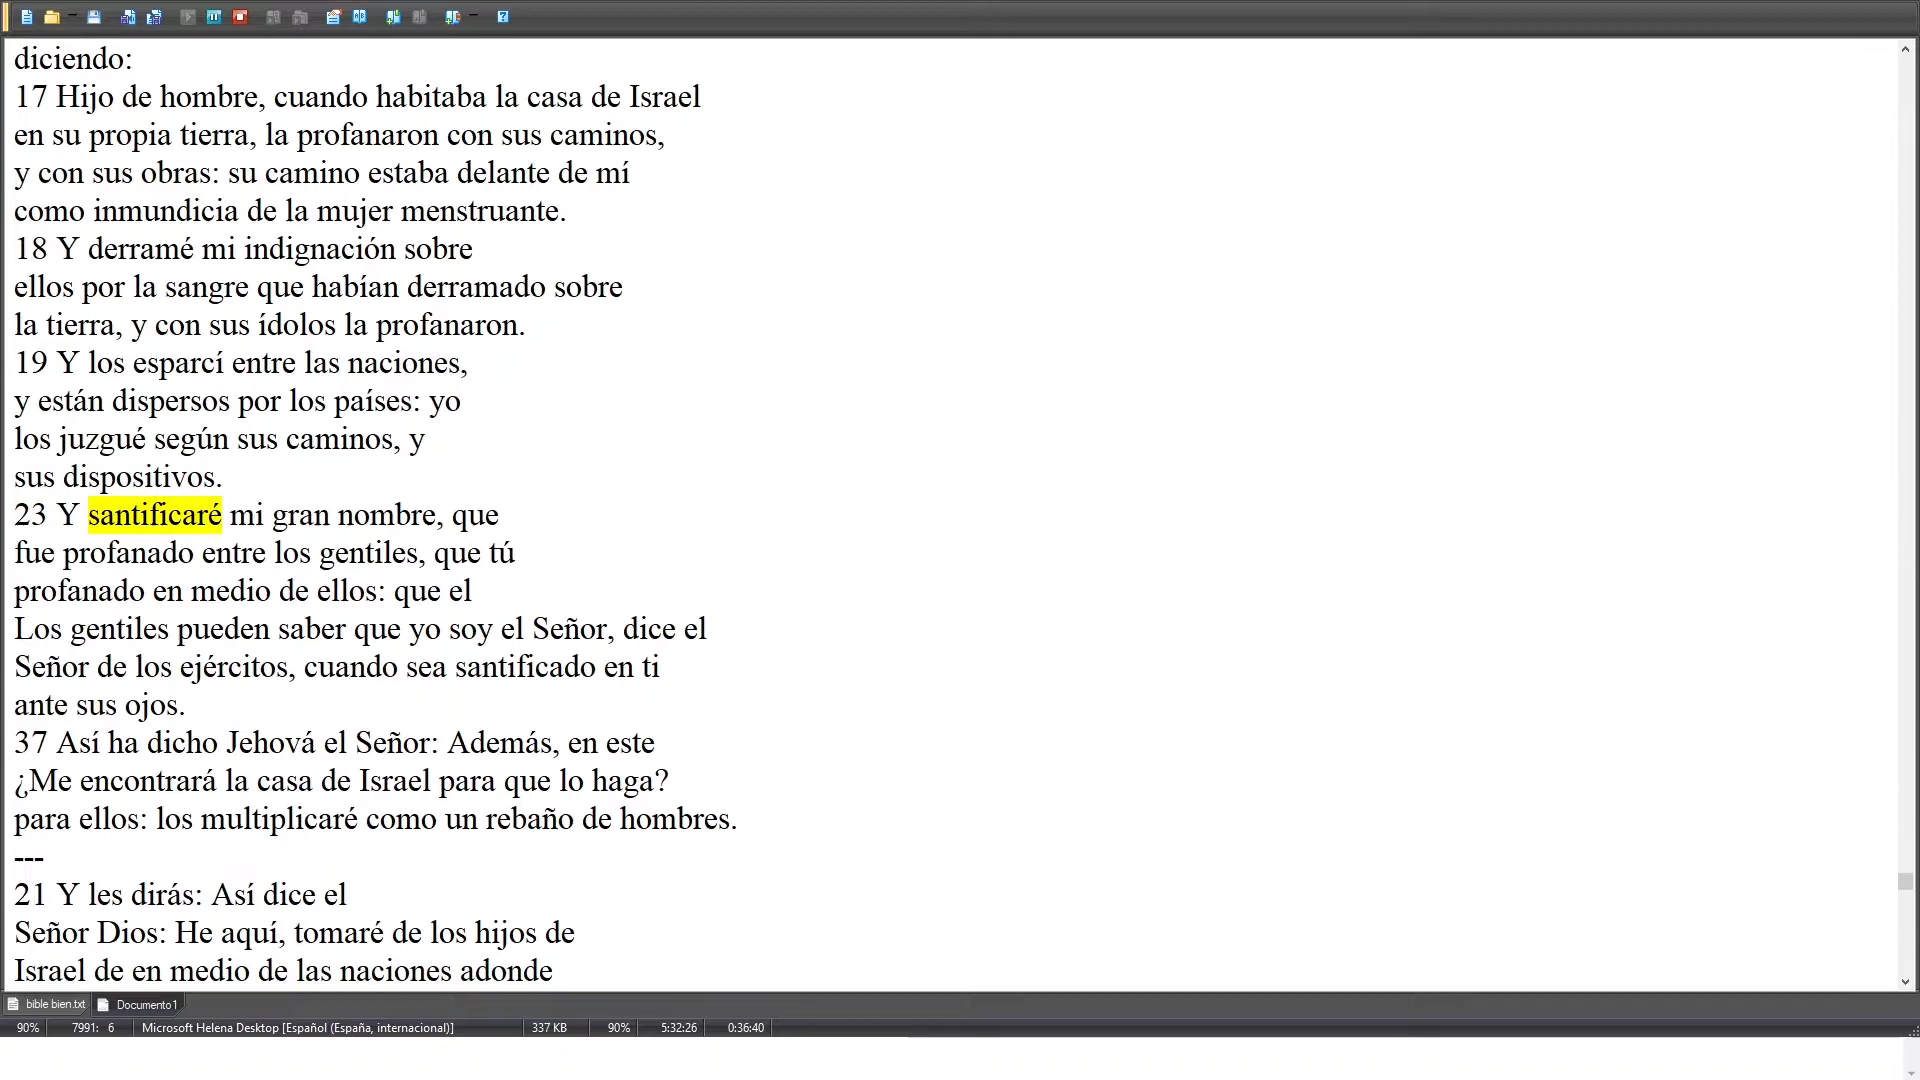 diciendo:
17 Hijo de hombre, cuando habitaba la casa de Israel
en su propia tierra, la profanaron con sus caminos,
y con sus obras: su camino estaba delante de mí
como inmundicia de la mujer menstruante.
18 Y derramé mi indignación sobre
ellos por la sangre que habían derramado sobre
la tierra, y con sus ídolos la profanaron.
19 Y los esparcí entre las naciones,
y están dispersos por los países: yo
los juzgué según sus caminos, y
sus dispositivos.
23 Y santificaré mi gran nombre, que
fue profanado entre los gentiles, que tú
profanado en medio de ellos: que el
Los gentiles pueden saber que yo soy el Señor, dice el
Señor de los ejércitos, cuando sea santificado en ti
ante sus ojos.
37 Así ha dicho Jehová el Señor: Además, en este
¿Me encontrará la casa de Israel para que lo haga?
para ellos: los multiplicaré como un rebaño de hombres.
---
21 Y les dirás: Así dice el
Señor Dios: He aquí, tomaré de los hijos de
Israel de en medio de las naciones adonde
bible bien.txt Documento1
90% 7991: 6 Microsoft Helena Desktop [Español (España, internacional)] 337 KB 90% 5:32:26 0:36:40